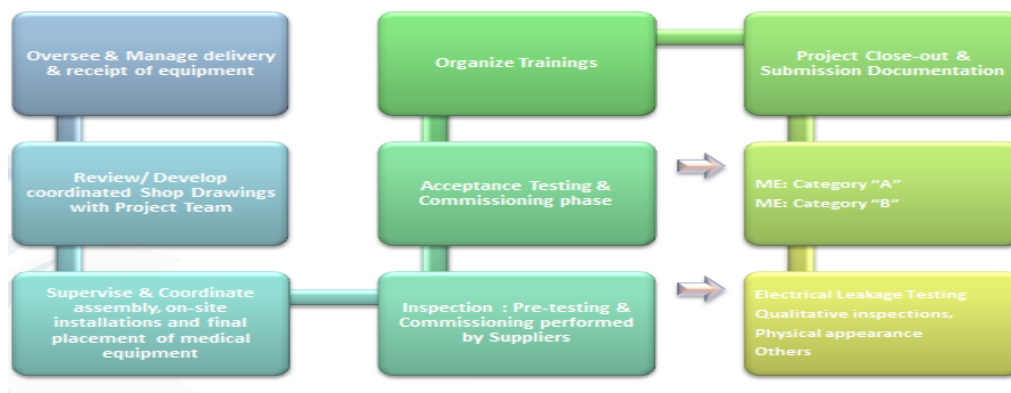 Oversee & Manage delivery
& receipt of equipment
Review/ Develop
coordinated Shop Drawings
with Project Team
Supervise & Coordinate
assembly, on-site
installations and final
placement of medical
equipment
Organize Trainings
Acceptance Testing &
Commissioning phase
Inspection : Pre-testing &
Commissioning performed
by Suppliers
Project Close-out &
Submission Documentation
ME: Category “A”
ME: Category “B”
Electrical Leakage Testing
Qualitative inspections,
Physical appearance
Others